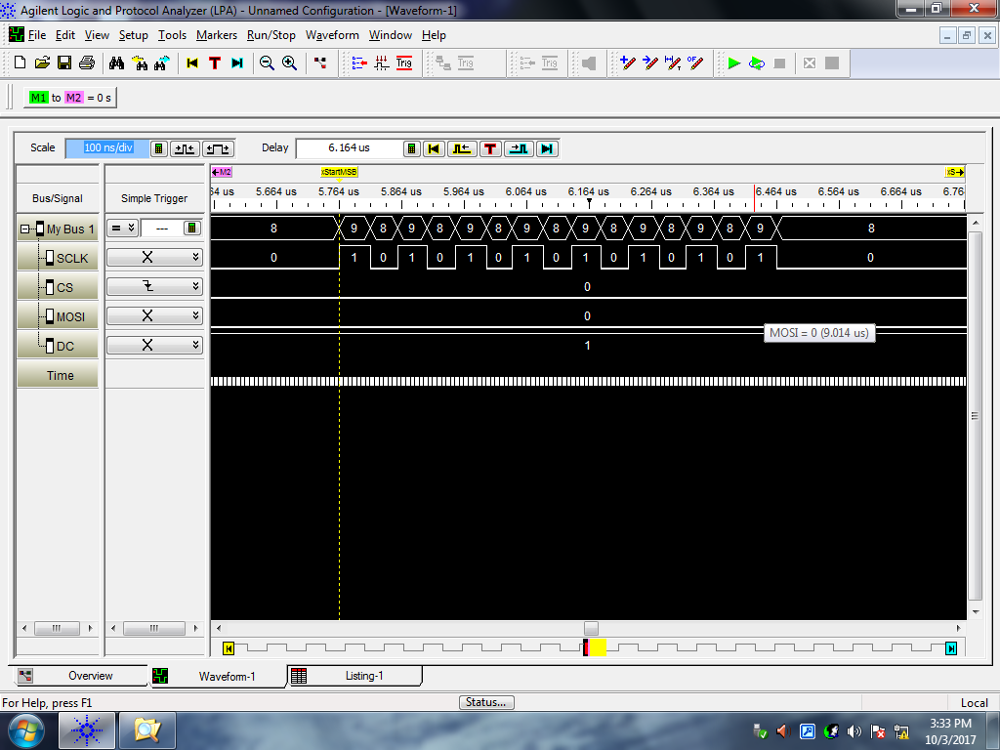 Agilent Logic and Protocol Analyzer (LPA) - Unnamed Configuration - [Waveform-1]
File Edit View Setup Tools Markers Run/Stop Markers Waveform Window Help
T Trig Trig Trig
M1 to M2 = 0 s
Scale 100 ns/div Delay 6.164 us T
M2 StartMSB
Bus/Signal Simple Trigger 5.664 us 5.764 us 5.864 us 5.964 us 6.064 us 6.164 us 6.264 us 6.364 us 6.464 us 6.564 us 6.664 us
My Bus 1 = --- 8 9 8 9 8 9 8 9 8 9 8 9 8 9 8 9 8
SCLK X 0 1 0 1 0 1 0 1 0 1 0 1 0 1 0 1 0
CS 0
MOSI X 0
MOSI = 0 (9.014 us)
DC X 1
Time
Overview Waveform-1 Listing-1
For Help, press F1 Status... Local
3:33 PM
10/3/2017